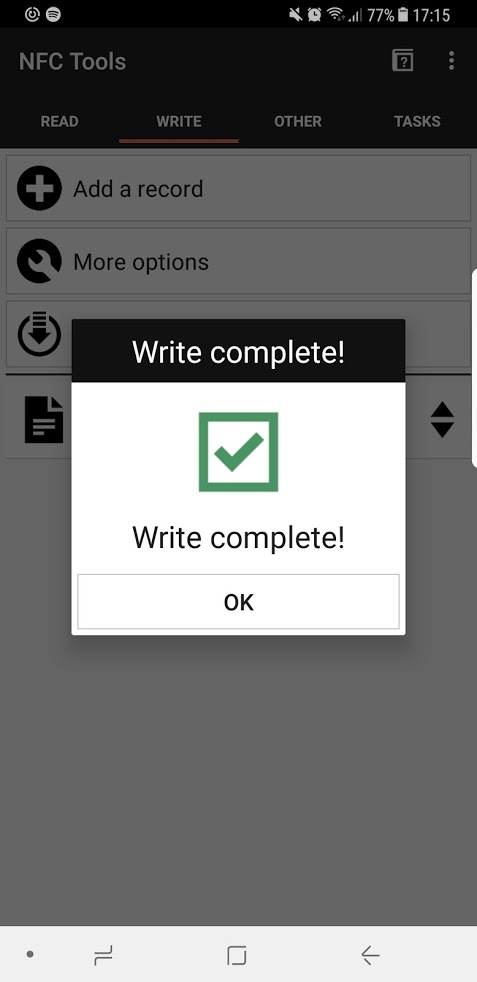 77% 17:15
NFC Tools
READ WRITE OTHER TASKS
Add a record
More options
Write complete!
Write complete!
OK